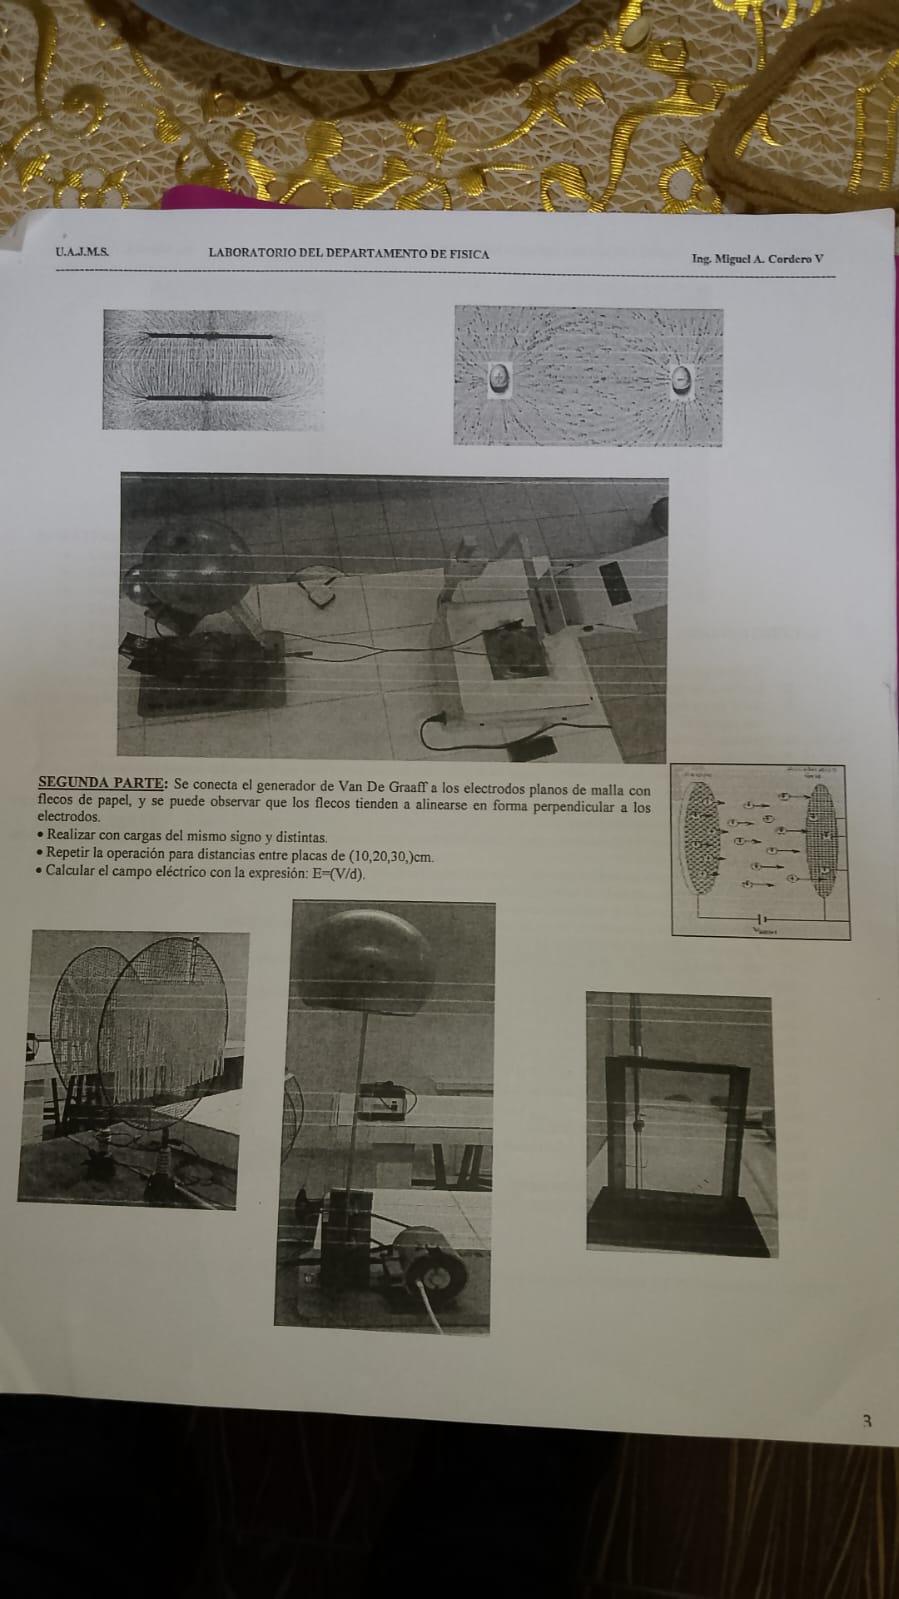 U.A.J.M.S. LABORATORIO DEL DEPARTAMENTO DE FISICA Ing. Miguel A. Cordero V
SEGUNDA PARTE: Se conecta el generador de Van De Graaff a los electrodos planos de malla con
flecos de papel, y se puede observar que los flecos tienden a alinearse en forma perpendicular a los
electrodos.
• Realizar con cargas del mismo signo y distintas.
• Repetir la operación para distancias entre placas de (10,20,30,)cm.
• Calcular el campo eléctrico con la expresión: E=(V/d).
3